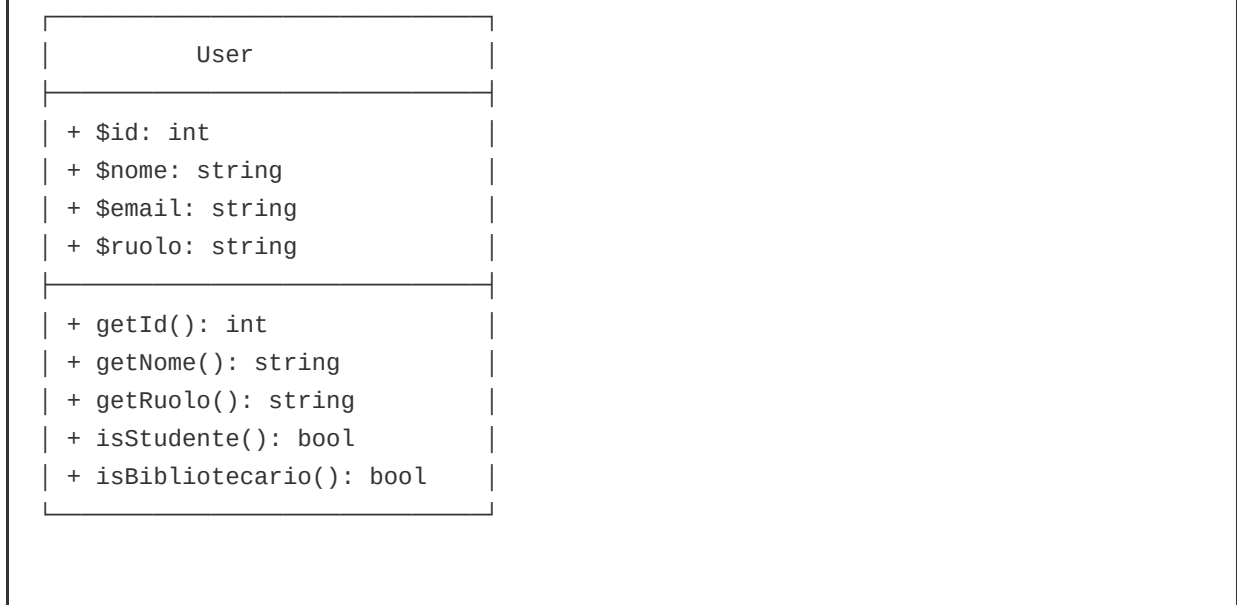 User
+ $id: int
+ $nome: string
+ $email: string
+ $ruolo: string
+ getId(): int
+ getNome(): string
+ getRuolo(): string
+ isStudente(): bool
+ isBibliotecario(): bool